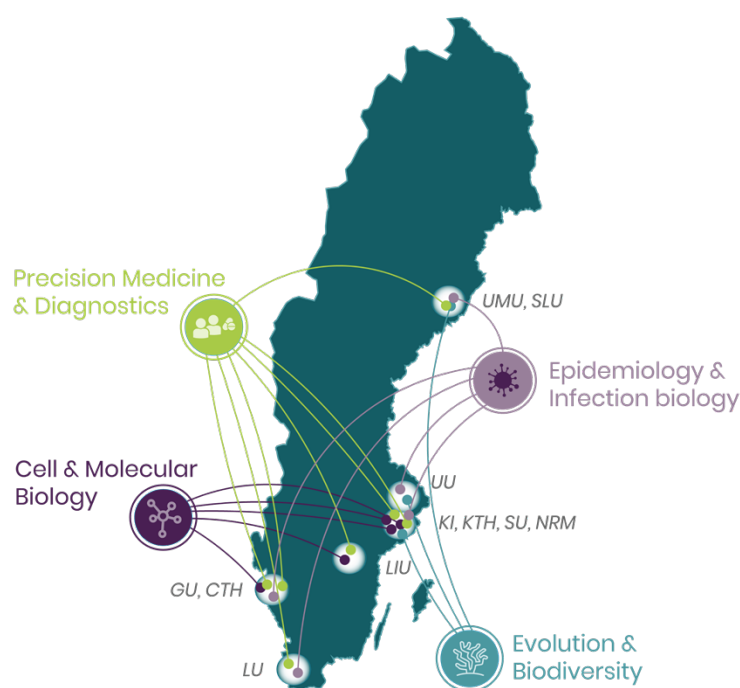 Precision Medicine
& Diagnostics
UMU, SLU
Epidemiology &
Infection biology
Cell & Molecular
Biology
UU
KI, KTH, SU, NRM
LIU
GU, CTH
LU
Evolution &
Biodiversity